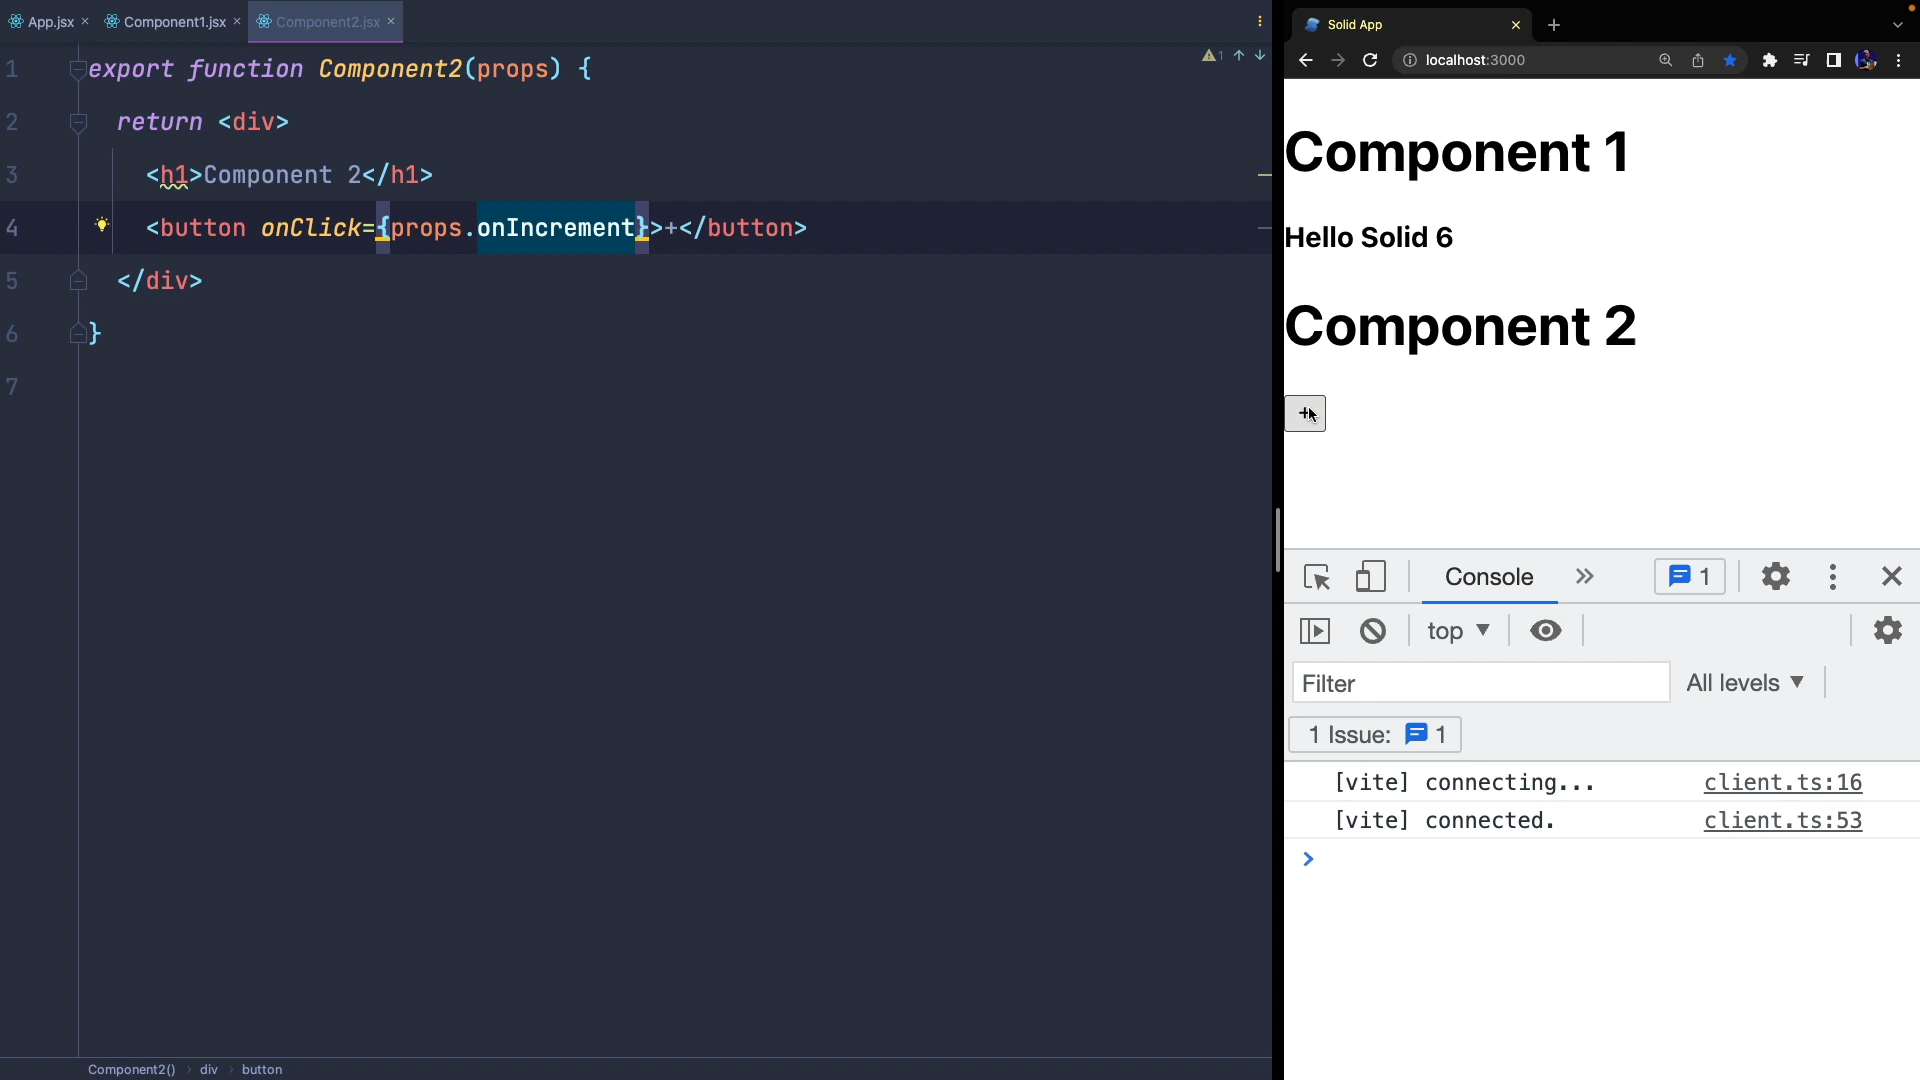 App.jsx ×
Component1.jsx ×
Component2.jsx ×
1
1 export function Component2(props) {
2 return <div>
3 <h1>Component 2</h1>
4 <button onClick={props.onIncrement}>+</button>
5 </div>
6 }
7
Component2() › div › button
Solid App
localhost:3000
Component 1
Hello Solid 6
Component 2
+
Console
1
top
Filter
All levels
1 Issue: 1
[vite] connecting... client.ts:16
[vite] connected. client.ts:53